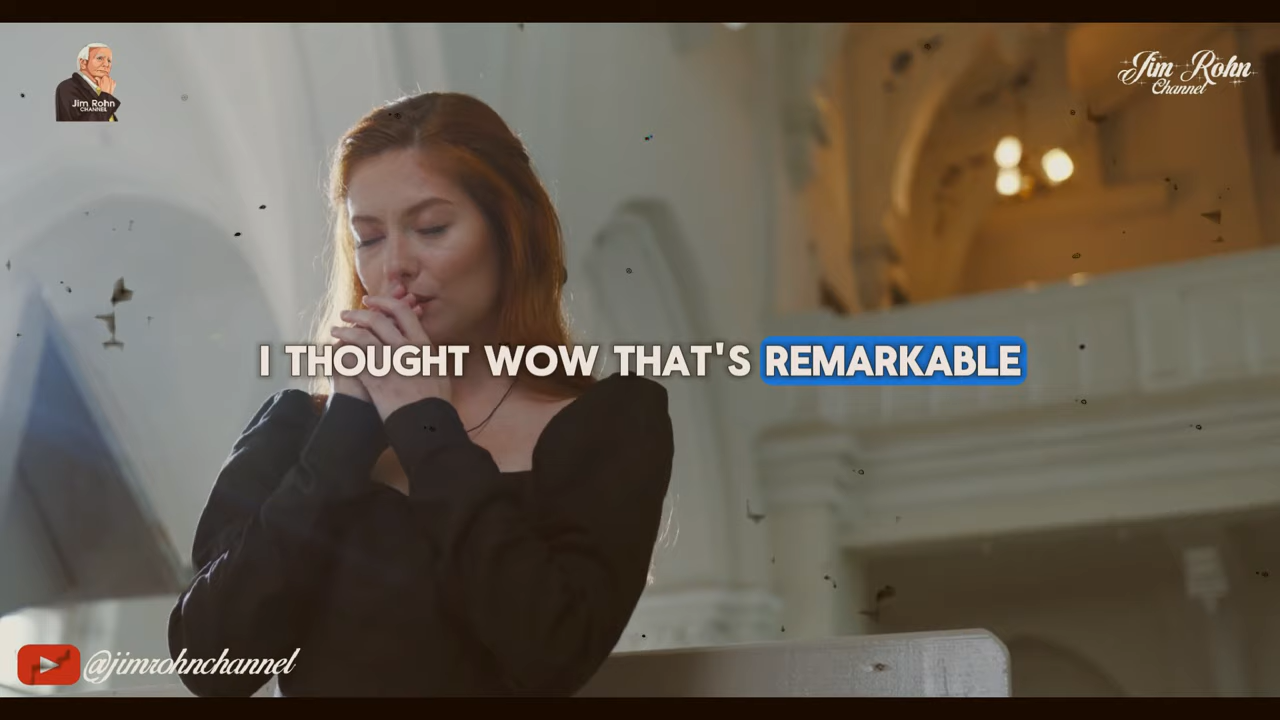 Jim Rohn
CHANNEL
Jim Rohn
Channel
I THOUGHT WOW THAT'S REMARKABLE
@jimrohnchannel